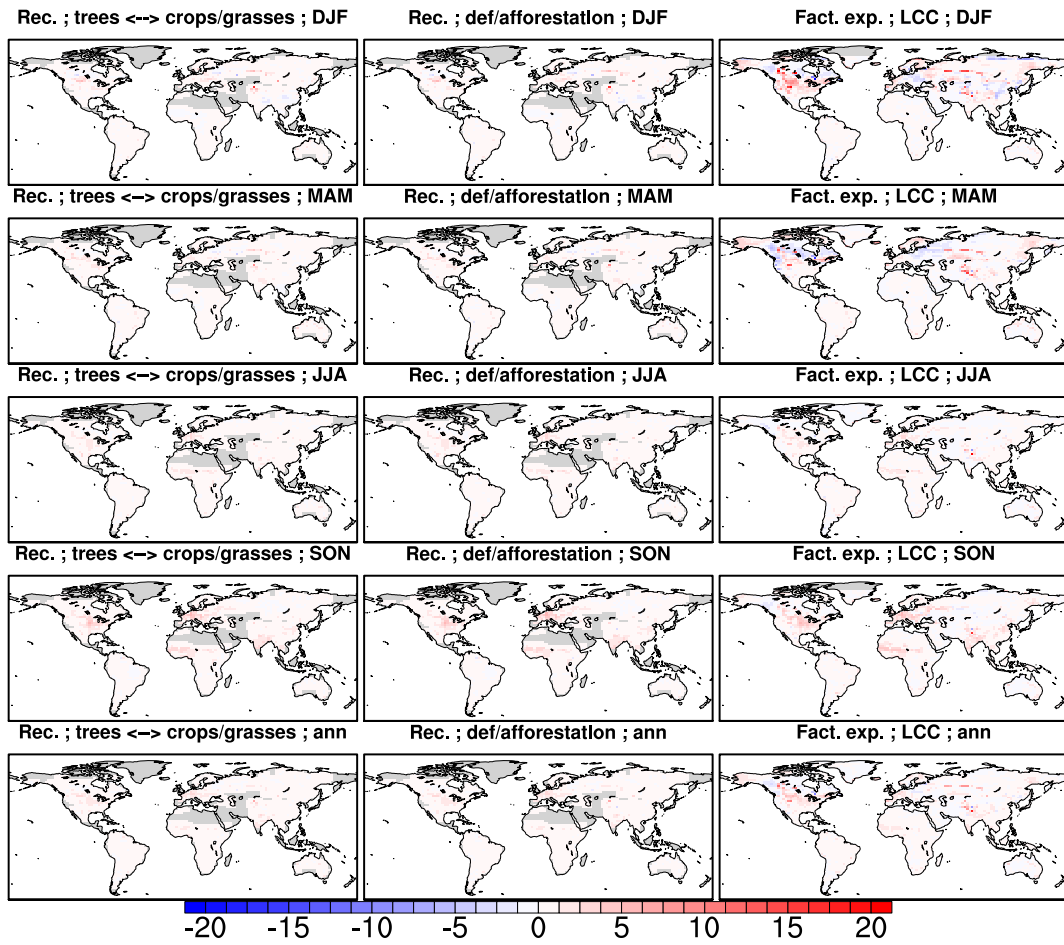 Rec. ; trees <--> crops/grasses ; DJF
Rec. ; def/afforestation ; DJF
Fact. exp. ; LCC ; DJF
Rec. ; trees <--> crops/grasses ; MAM
Rec. ; def/afforestation ; MAM
Fact. exp. ; LCC ; MAM
Rec. ; trees <--> crops/grasses ; JJA
Rec. ; def/afforestation ; JJA
Fact. exp. ; LCC ; JJA
Rec. ; trees <--> crops/grasses ; SON
Rec. ; def/afforestation ; SON
Fact. exp. ; LCC ; SON
Rec. ; trees <--> crops/grasses ; ann
Rec. ; def/afforestation ; ann
Fact. exp. ; LCC ; ann
-20 -15 -10 -5 0 5 10 15 20